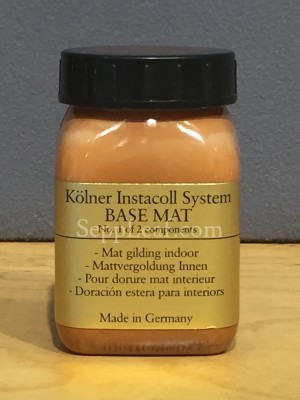 Kölner Instacoll System
BASE MAT
No. 1 of 2 components
- Mat gilding indoor
- Mattvergoldung Innen
- Pour dorure mat interieur
- Doración estera para interiors
Made in Germany